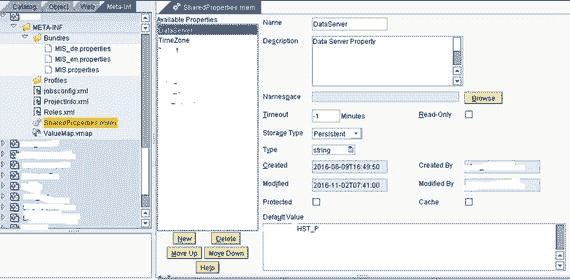 Catalog
Object
Web
Meta-Inf
META-INF
Bundles
MIS_de.properties
MIS_en.properties
MIS.properties
Profiles
jobsconfig.xml
ProjectInfo.xml
Roles.xml
SharedProperties.mem
ValueMap.vmap
SharedProperties.mem
Available Properties
DataServer
TimeZone
New
Delete
Move Up
Move Down
Help
Name
DataServer
Description
Data Server Property
Namespace
Browse
Timeout
-1
Minutes
Read-Only
Storage Type
Persistent
Type
string
Created
2016-06-09T16:49:50
Created By
Modified
2016-11-02T07:41:00
Modified By
Protected
Cache
Default Value
HST_P